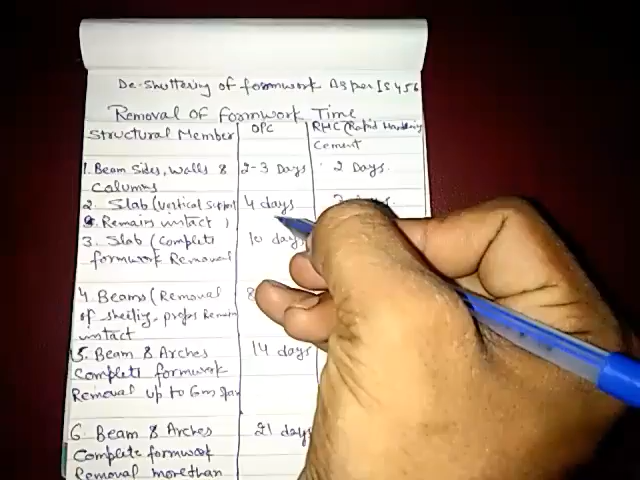 De-Shuttering of formwork As per IS 456
Removal of Formwork Time
Structural Member OPC RHC (Rapid Hardening Cement
1. Beam Sides, Walls & columns 2-3 Days 2 Days.
2. Slab (Vertical Support Remains intact) 4 days
3. Slab (Complete formwork Removal 10 days
4. Beams (Removal of sheiting, props Remain intact 8
5. Beam & Arches Complete formwork Removal up to 6m span 14 days
6. Beam & Arches Complete formwork Removal more than 21 days